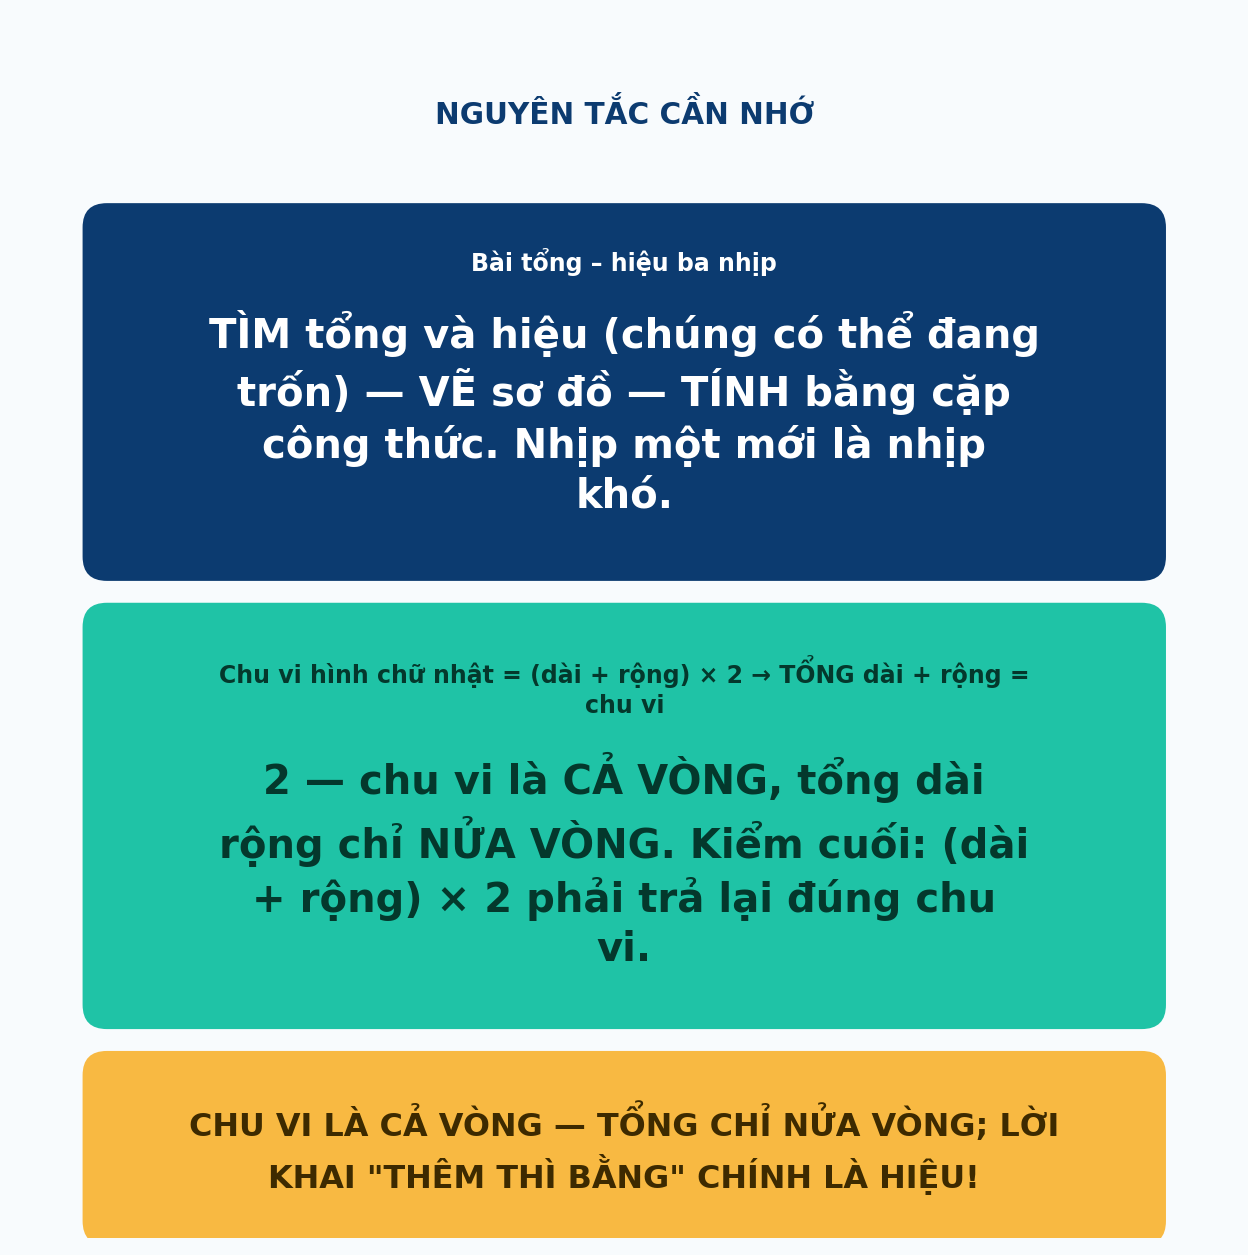 NGUYÊN TẮC CẦN NHỚ
Bài tổng – hiệu ba nhịp
TÌM tổng và hiệu (chúng có thể đang
trốn) — VẼ sơ đồ — TÍNH bằng cặp
công thức. Nhịp một mới là nhịp
khó.
Chu vi hình chữ nhật = (dài + rộng) × 2 → TỔNG dài + rộng =
chu vi
2 — chu vi là CẢ VÒNG, tổng dài
rộng chỉ NỬA VÒNG. Kiểm cuối: (dài
+ rộng) × 2 phải trả lại đúng chu
vi.
CHU VI LÀ CẢ VÒNG — TỔNG CHỈ NỬA VÒNG; LỜI
KHAI "THÊM THÌ BẰNG" CHÍNH LÀ HIỆU!